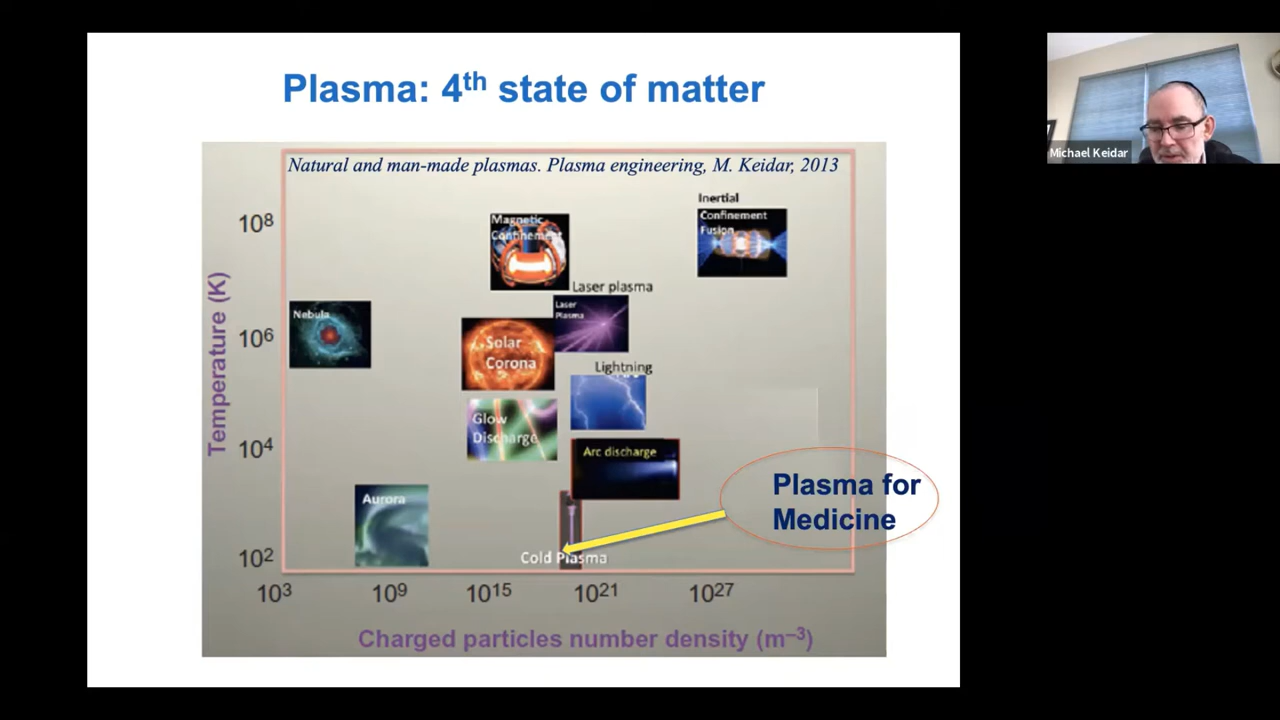 Plasma: 4th state of matter
Natural and man-made plasmas. Plasma engineering, M. Keidar, 2013
Michael Keidar
Temperature (K)
10⁸
10⁶
10⁴
10²
Inertial
Confinement
Fusion
Magnetic
Confinement
Laser plasma
Laser
Plasma
Nebula
Solar
Corona
Lightning
Glow
Discharge
Arc discharge
Aurora
Cold Plasma
Plasma for
Medicine
10³ 10⁹ 10¹⁵ 10²¹ 10²⁷
Charged particles number density (m⁻³)